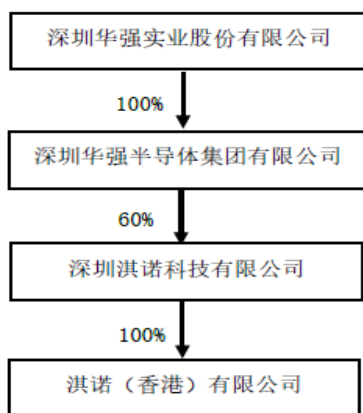 深圳华强实业股份有限公司
100%
深圳华强半导体集团有限公司
60%
深圳淇诺科技有限公司
100%
淇诺（香港）有限公司